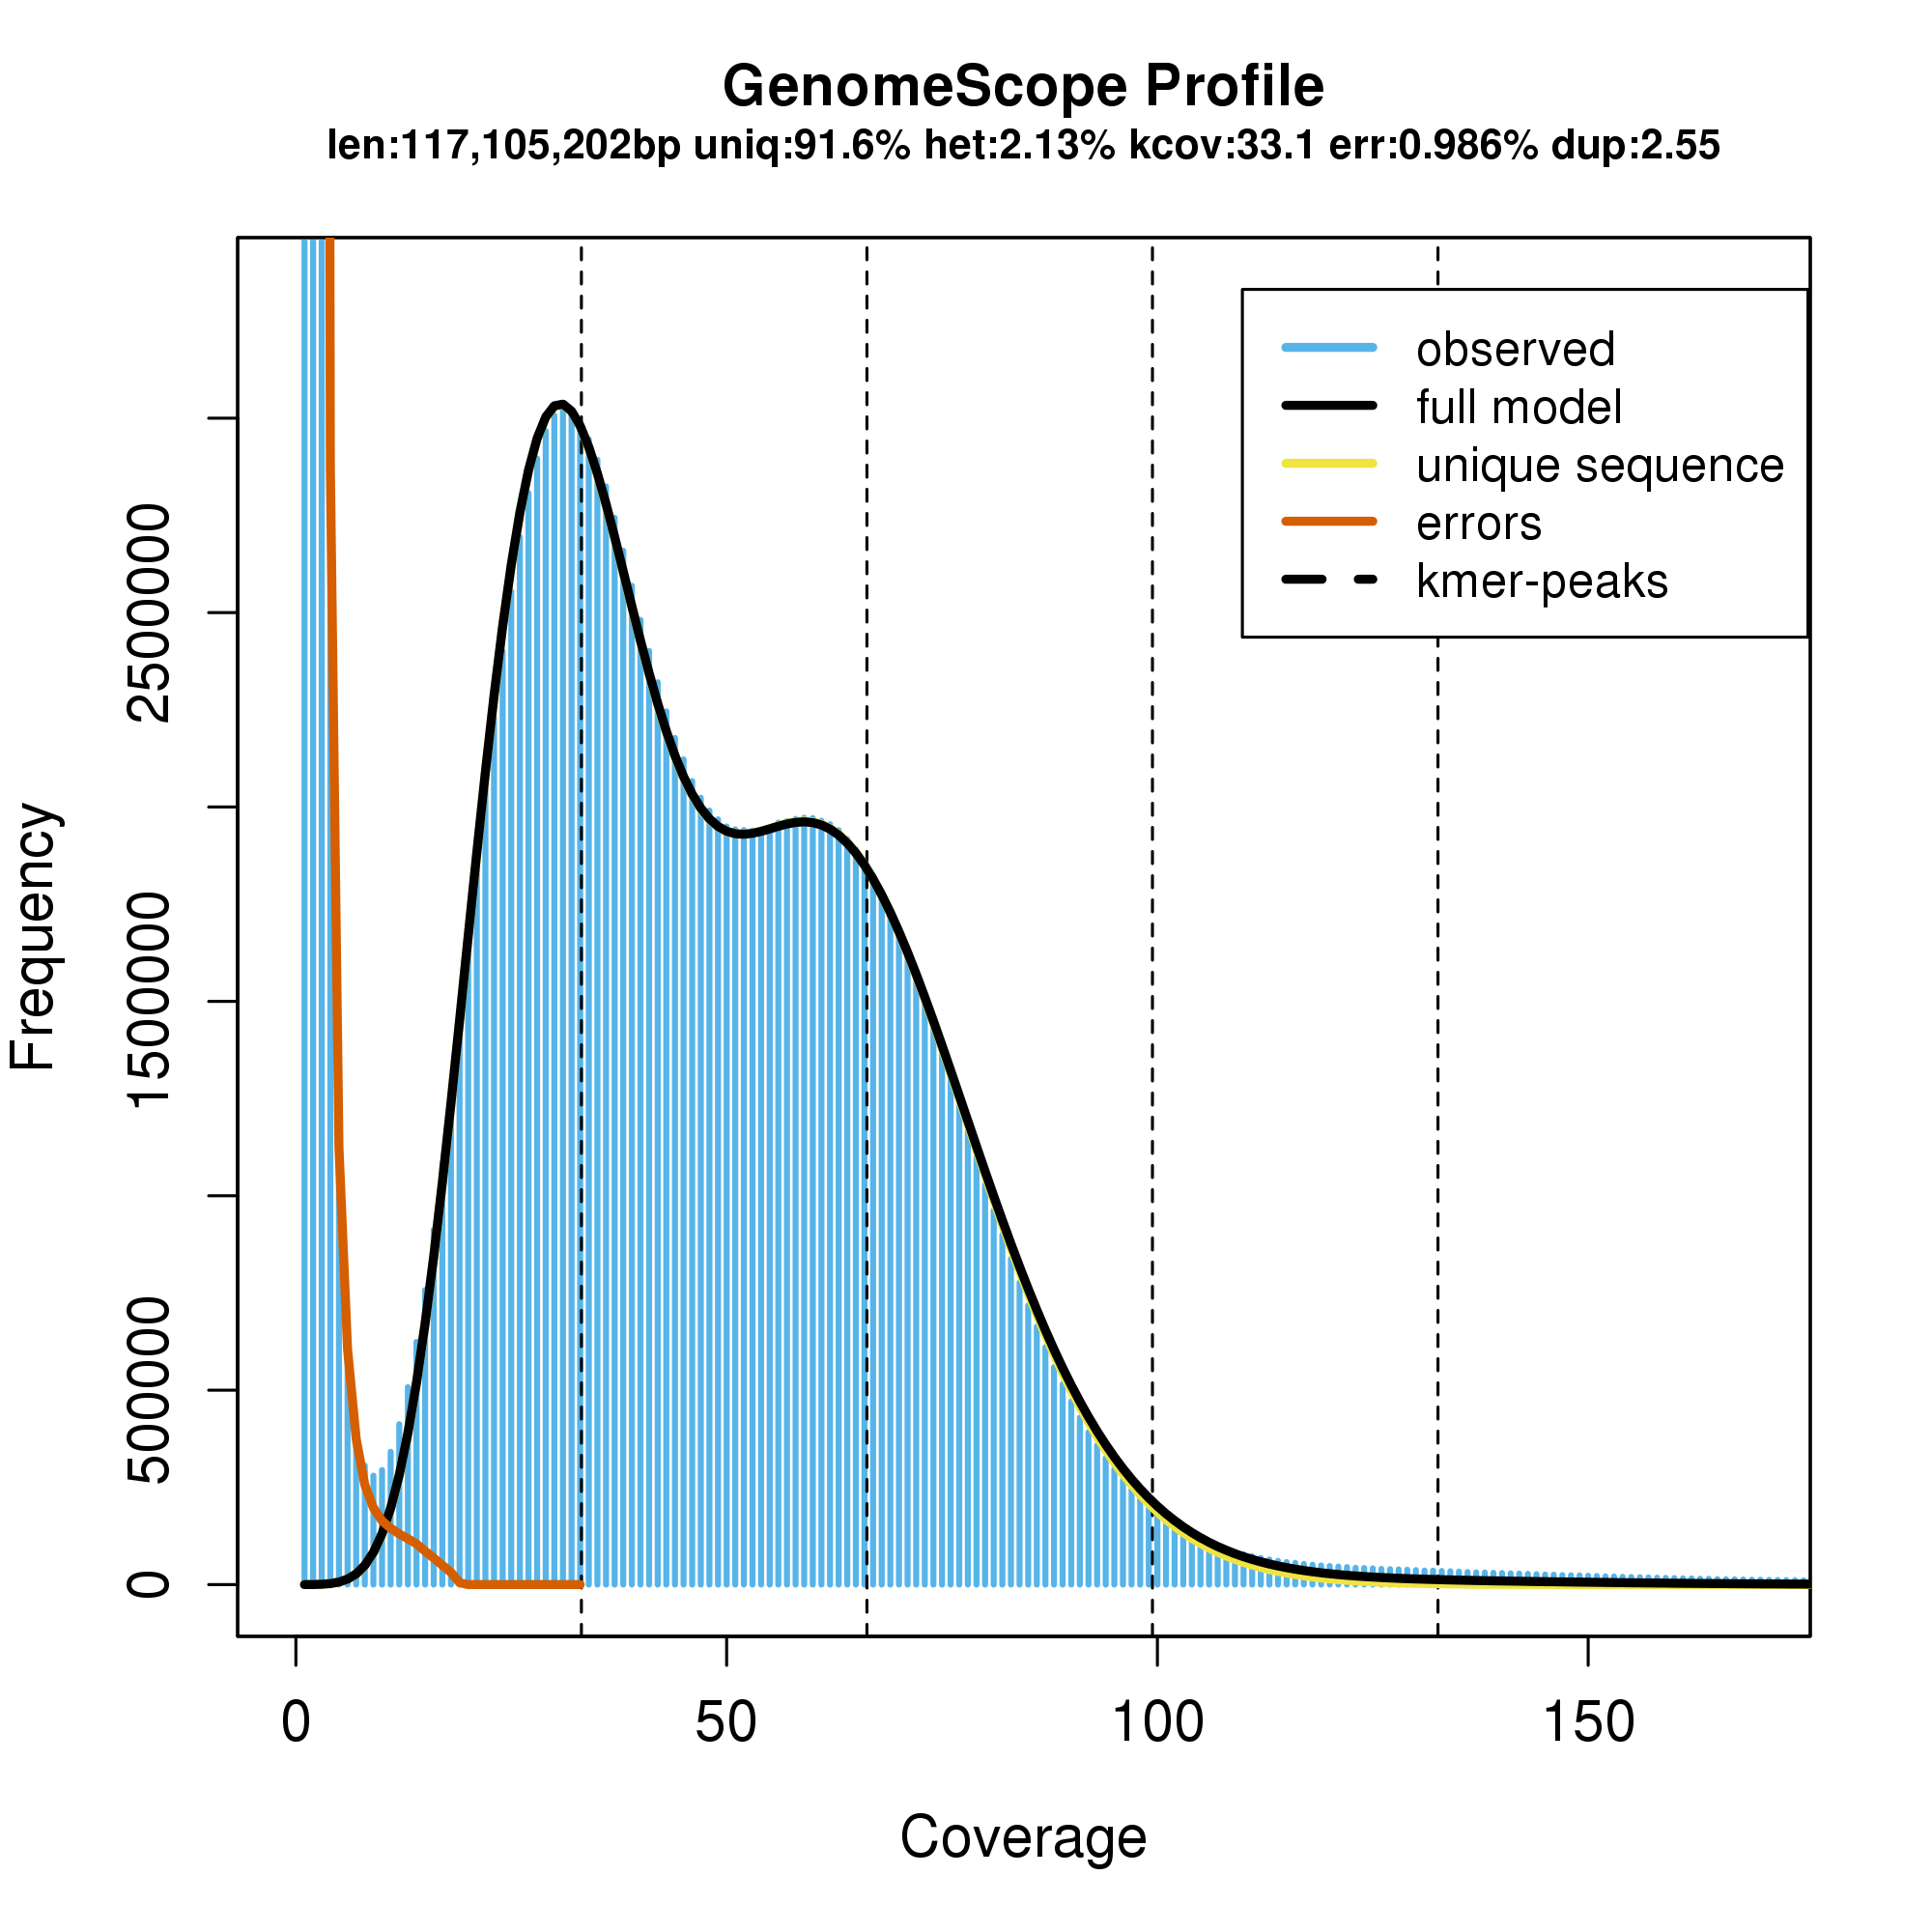 GenomeScope Profile
len:117,105,202bp uniq:91.6% het:2.13% kcov:33.1 err:0.986% dup:2.55
observed
full model
unique sequence
errors
kmer-peaks
Frequency
2500000
1500000
500000
0
0 50 100 150
Coverage